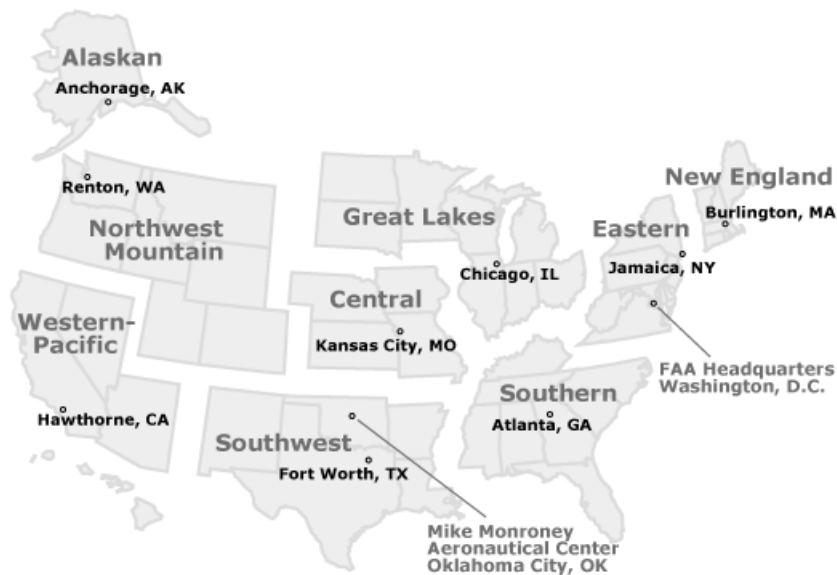 Alaskan
Anchorage, AK
Renton, WA
Northwest
Mountain
Great Lakes
New England
Burlington, MA
Eastern
Jamaica, NY
Chicago, IL
Central
Kansas City, MO
Western-
Pacific
Hawthorne, CA
FAA Headquarters
Washington, D.C.
Southern
Atlanta, GA
Southwest
Fort Worth, TX
Mike Monroney
Aeronautical Center
Oklahoma City, OK